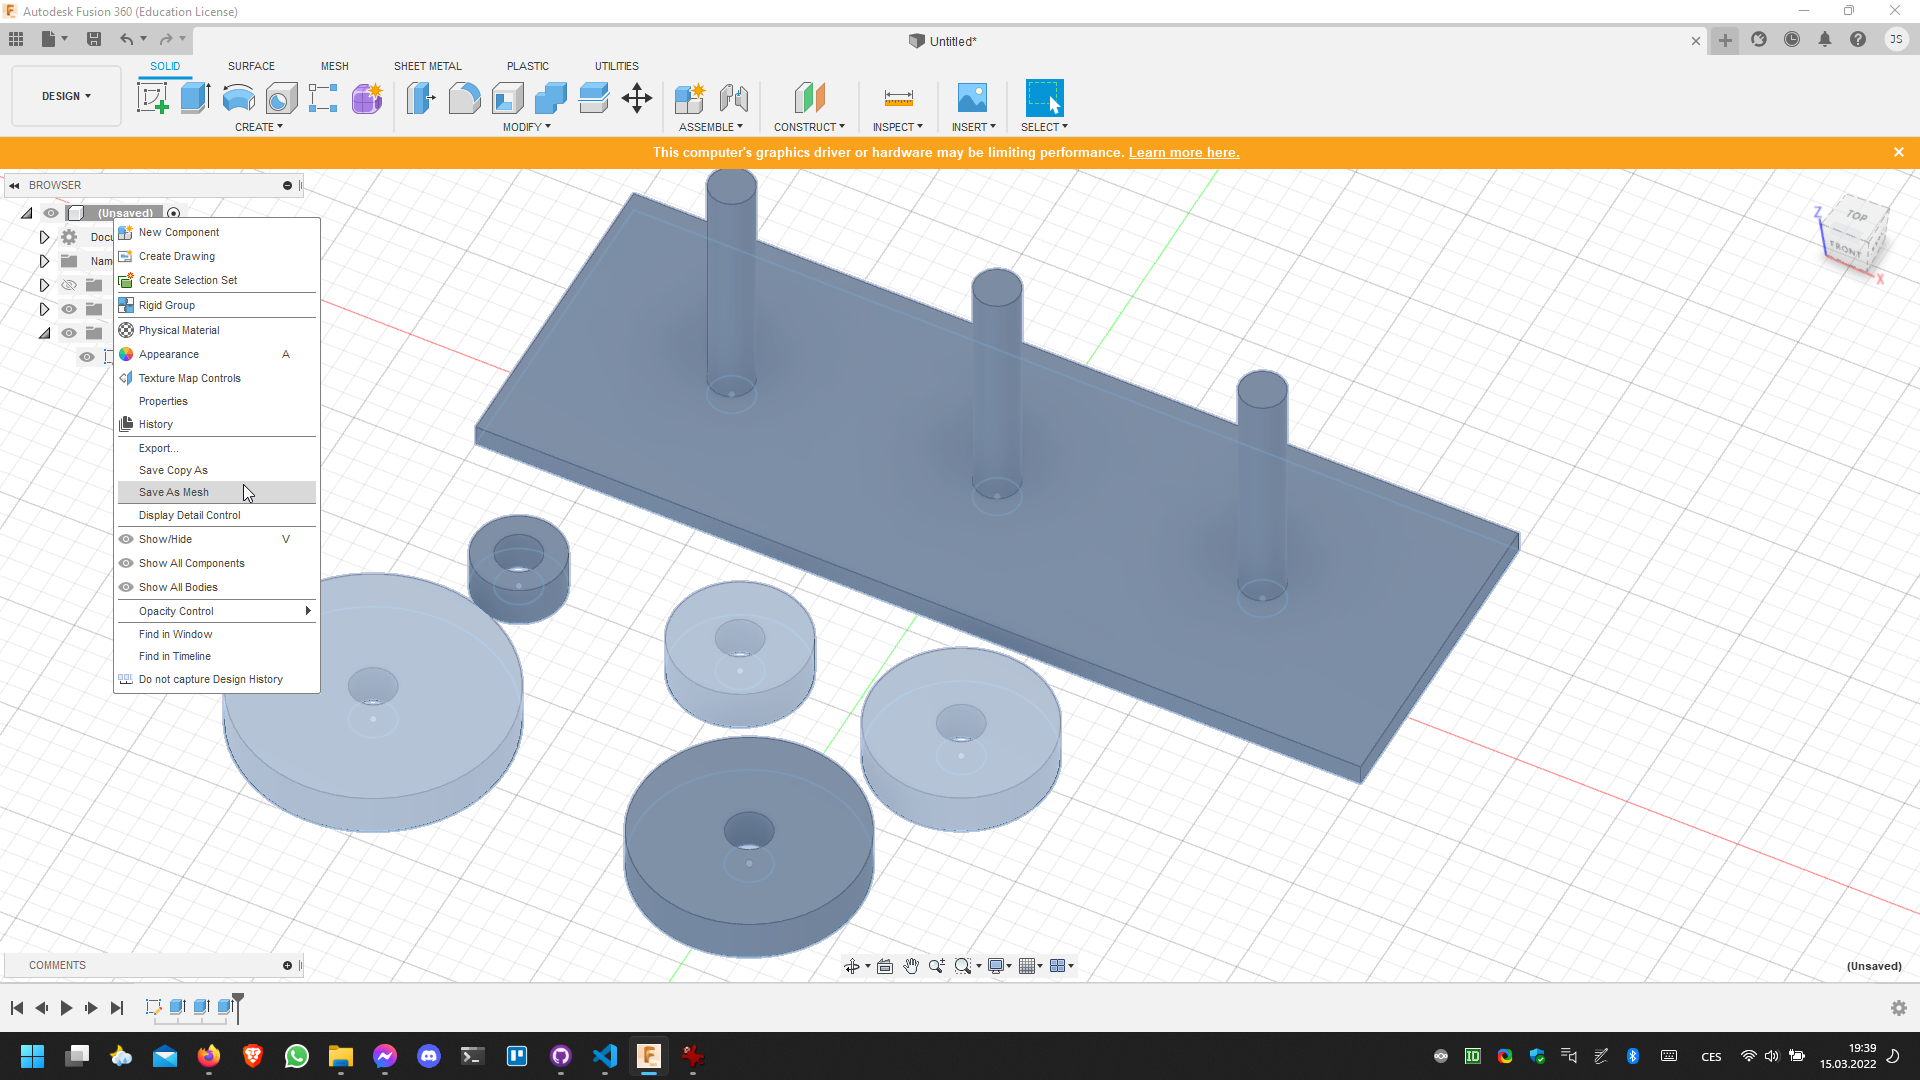 Autodesk Fusion 360 (Education License)
Untitled*
JS
DESIGN
SOLID
SURFACE
MESH
SHEET METAL
PLASTIC
UTILITIES
CREATE
MODIFY
ASSEMBLE
CONSTRUCT
INSPECT
INSERT
SELECT
This computer's graphics driver or hardware may be limiting performance. Learn more here.
BROWSER
(Unsaved)
Docu
Nam
New Component
Create Drawing
Create Selection Set
Rigid Group
Physical Material
Appearance A
Texture Map Controls
Properties
History
Export...
Save Copy As
Save As Mesh
Display Detail Control
Show/Hide V
Show All Components
Show All Bodies
Opacity Control
Find in Window
Find in Timeline
Do not capture Design History
Z
TOP
FRONT
X
COMMENTS
(Unsaved)
ID
CES
19:39
15.03.2022